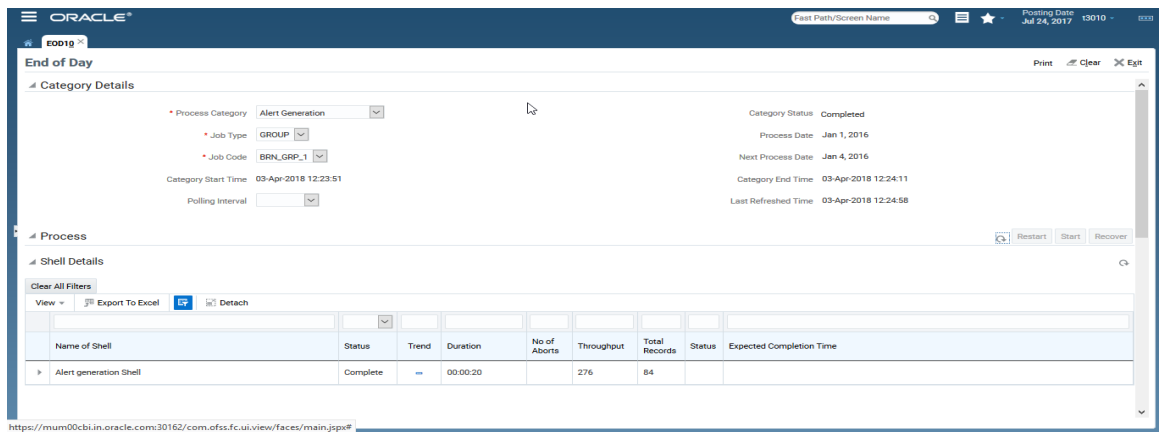 ORACLE®
Fast Path/Screen Name
Posting Date
Jul 24, 2017
t3010
EOD10
End of Day
Print Clear Exit
Category Details
* Process Category Alert Generation
Category Status Completed
* Job Type GROUP
Process Date Jan 1, 2016
* Job Code BRN_GRP_1
Next Process Date Jan 4, 2016
Category Start Time 03-Apr-2018 12:23:51
Category End Time 03-Apr-2018 12:24:11
Polling Interval
Last Refreshed Time 03-Apr-2018 12:24:58
Process
Restart Start Recover
Shell Details
Clear All Filters
View Export To Excel Detach
Name of Shell Status Trend Duration No of Aborts Throughput Total Records Status Expected Completion Time
Alert generation Shell Complete 00:00:20 276 84
https://mum00cbi.in.oracle.com:30162/com.ofss.fc.ui.view/faces/main.jspx#